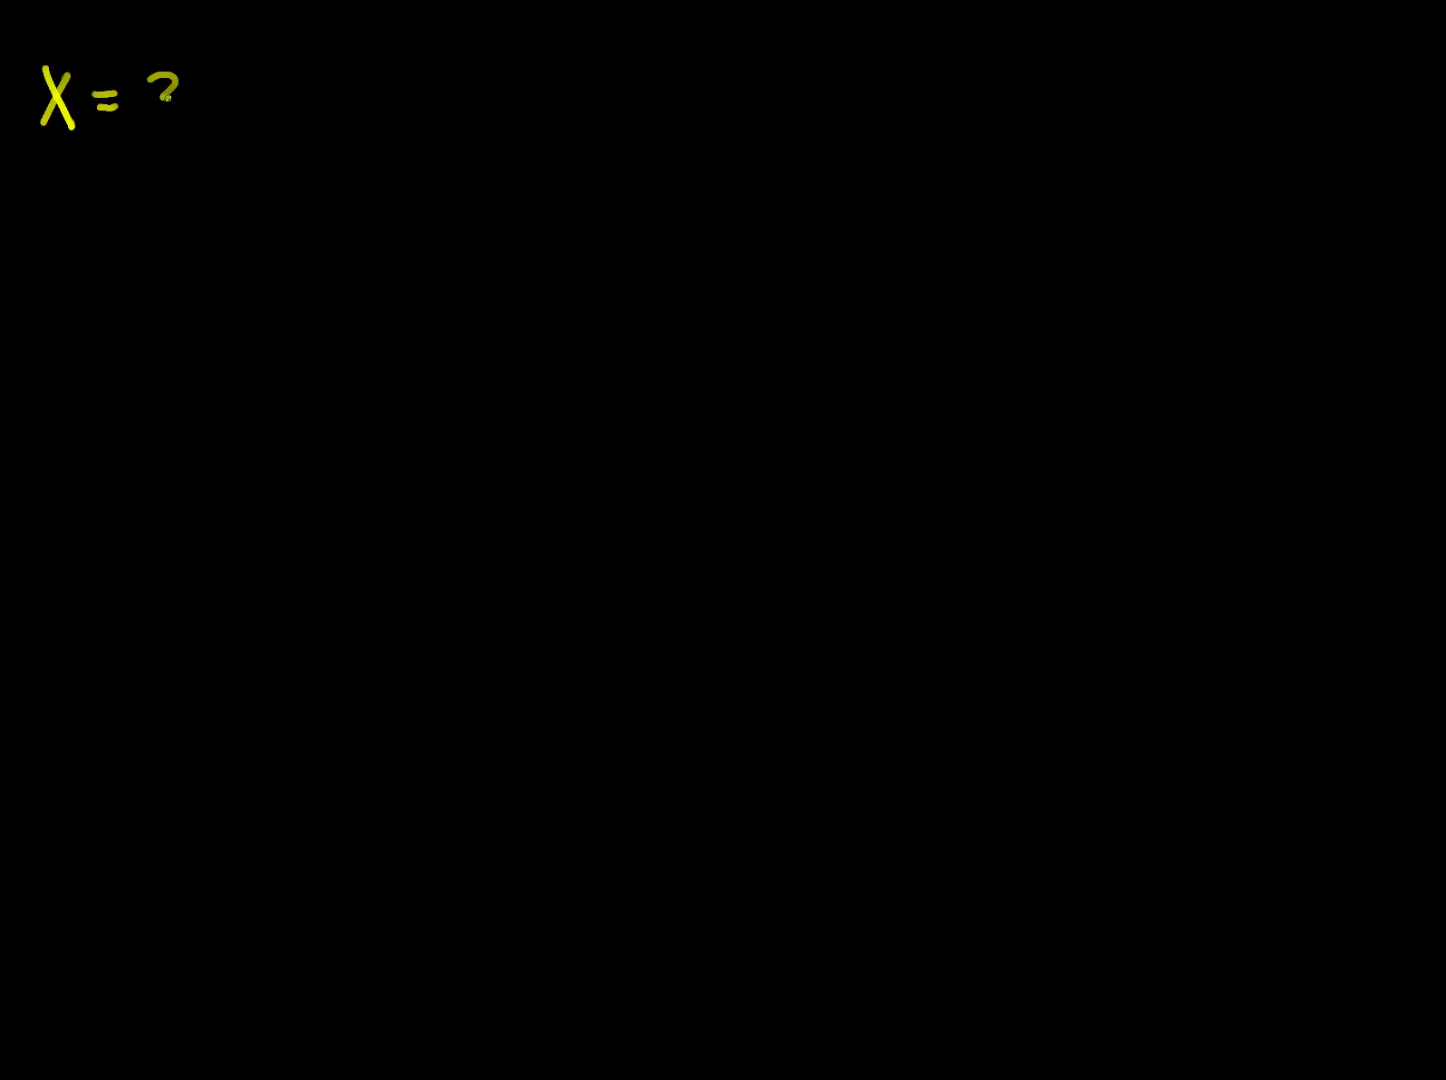 X = ?